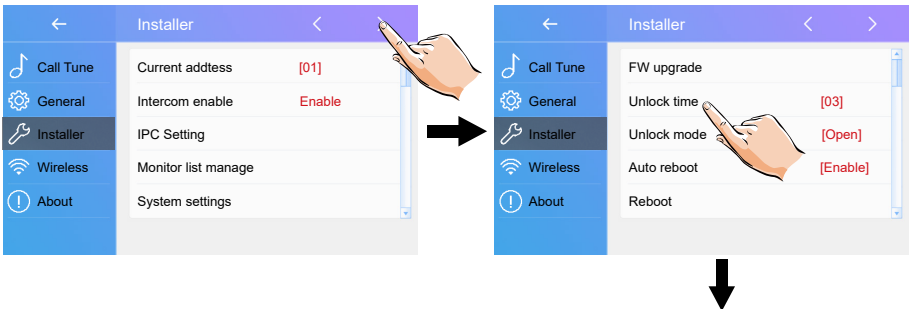 Installer
Call Tune
Current addtess [01]
General
Intercom enable Enable
Installer
IPC Setting
Wireless
Monitor list manage
About
System settings
Installer
Call Tune
FW upgrade
General
Unlock time [03]
Installer
Unlock mode [Open]
Wireless
Auto reboot [Enable]
About
Reboot